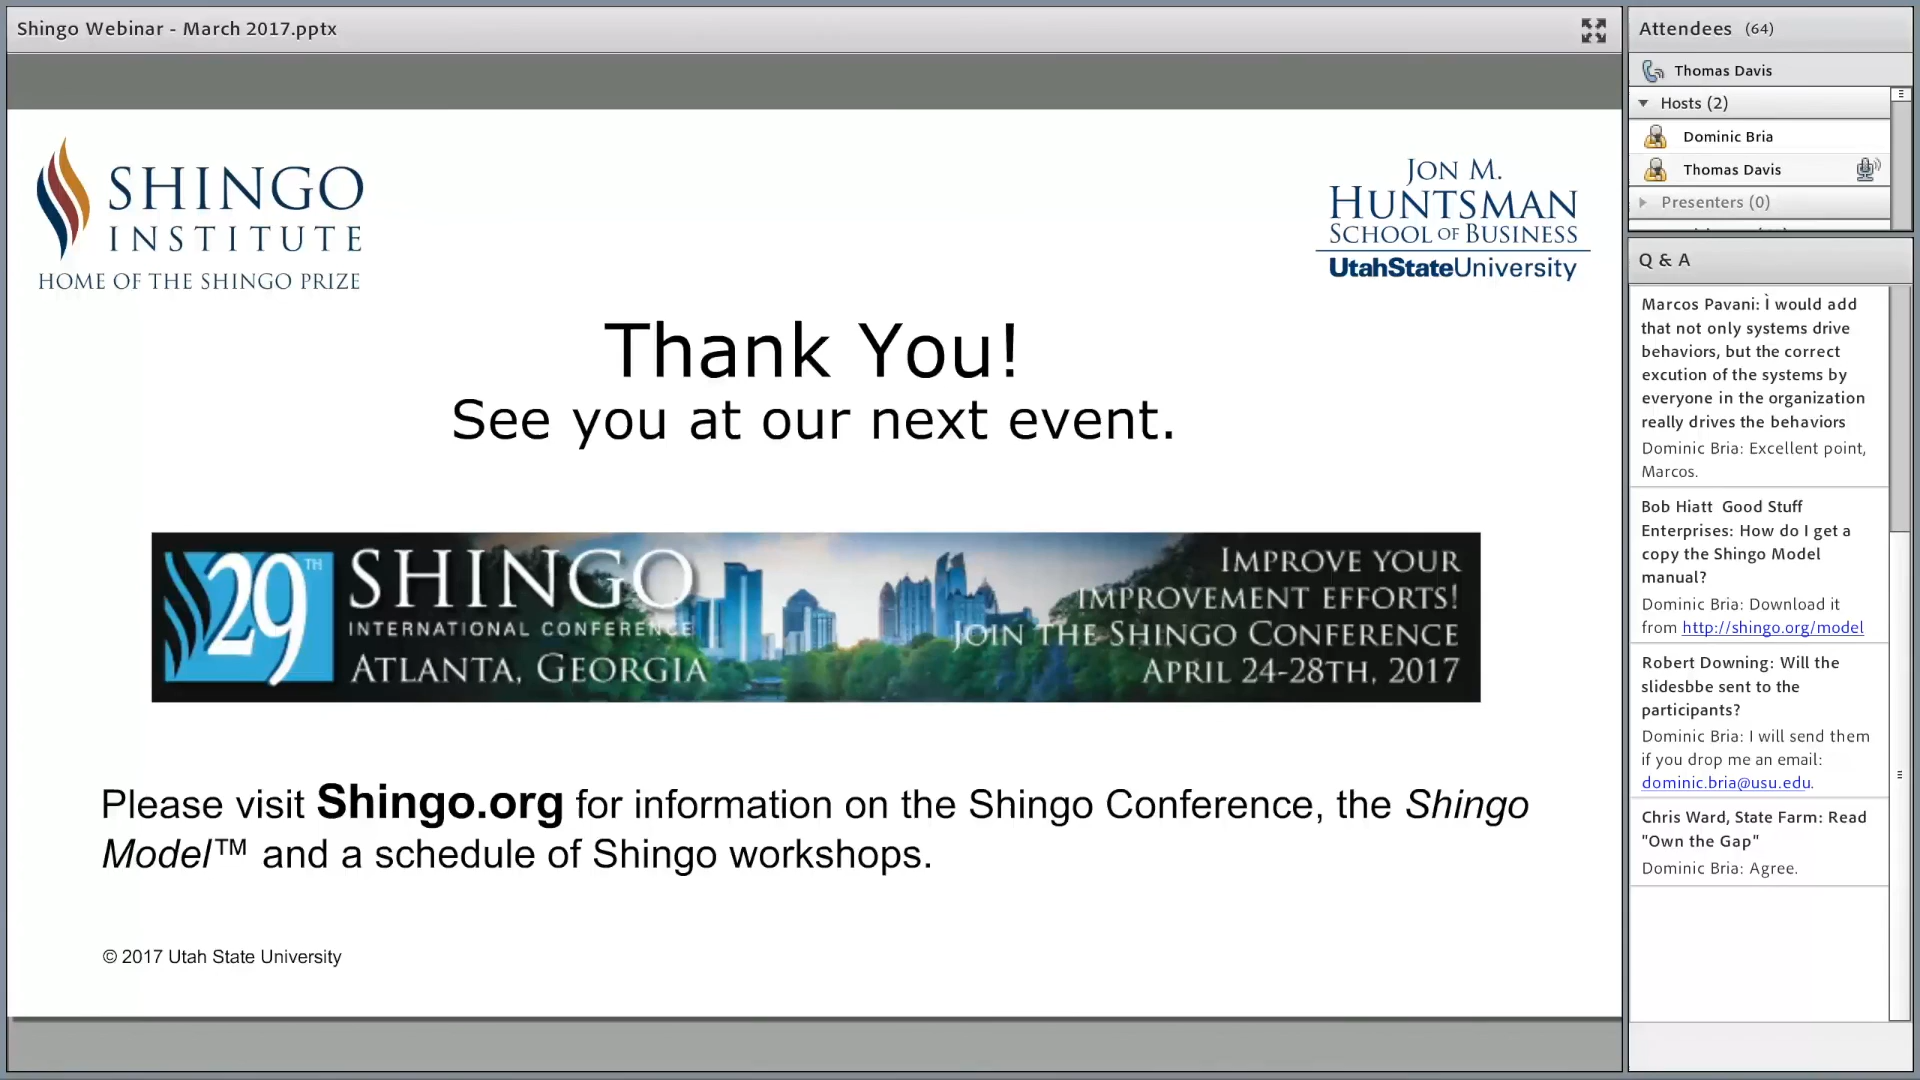 Shingo Webinar - March 2017.pptx
SHINGO
INSTITUTE
HOME OF THE SHINGO PRIZE
JON M.
HUNTSMAN
SCHOOL OF BUSINESS
UtahStateUniversity
Thank You!
See you at our next event.
29TH
SHINGO
INTERNATIONAL CONFERENCE
ATLANTA, GEORGIA
IMPROVE YOUR
IMPROVEMENT EFFORTS!
JOIN THE SHINGO CONFERENCE
APRIL 24-28TH, 2017
Please visit Shingo.org for information on the Shingo Conference, the Shingo
Model™ and a schedule of Shingo workshops.
© 2017 Utah State University
Attendees (64)
Thomas Davis
Hosts (2)
Dominic Bria
Thomas Davis
Presenters (0)
Q & A
Marcos Pavani: Ì would add
that not only systems drive
behaviors, but the correct
excution of the systems by
everyone in the organization
really drives the behaviors
Dominic Bria: Excellent point,
Marcos.
Bob Hiatt  Good Stuff
Enterprises: How do I get a
copy the Shingo Model
manual?
Dominic Bria: Download it
from http://shingo.org/model
Robert Downing: Will the
slidesbbe sent to the
participants?
Dominic Bria: I will send them
if you drop me an email:
dominic.bria@usu.edu.
Chris Ward, State Farm: Read
"Own the Gap"
Dominic Bria: Agree.